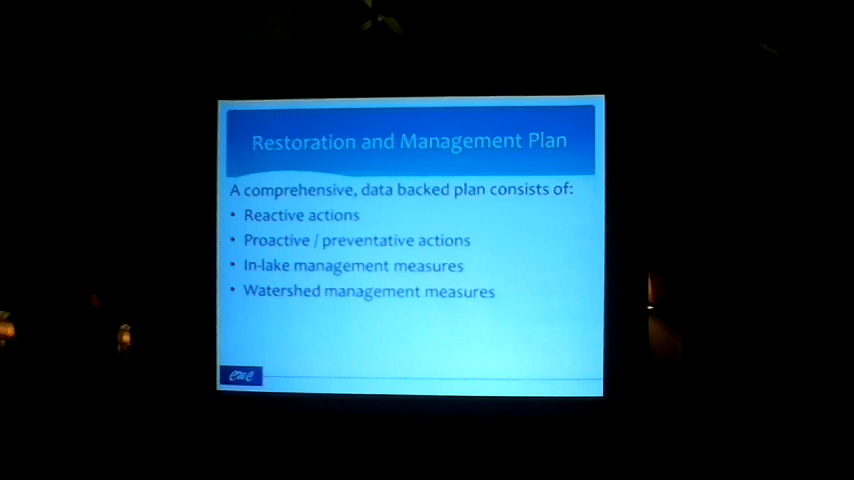 Restoration and Management Plan
A comprehensive, data backed plan consists of:
• Reactive actions
• Proactive / preventative actions
• In-lake management measures
• Watershed management measures